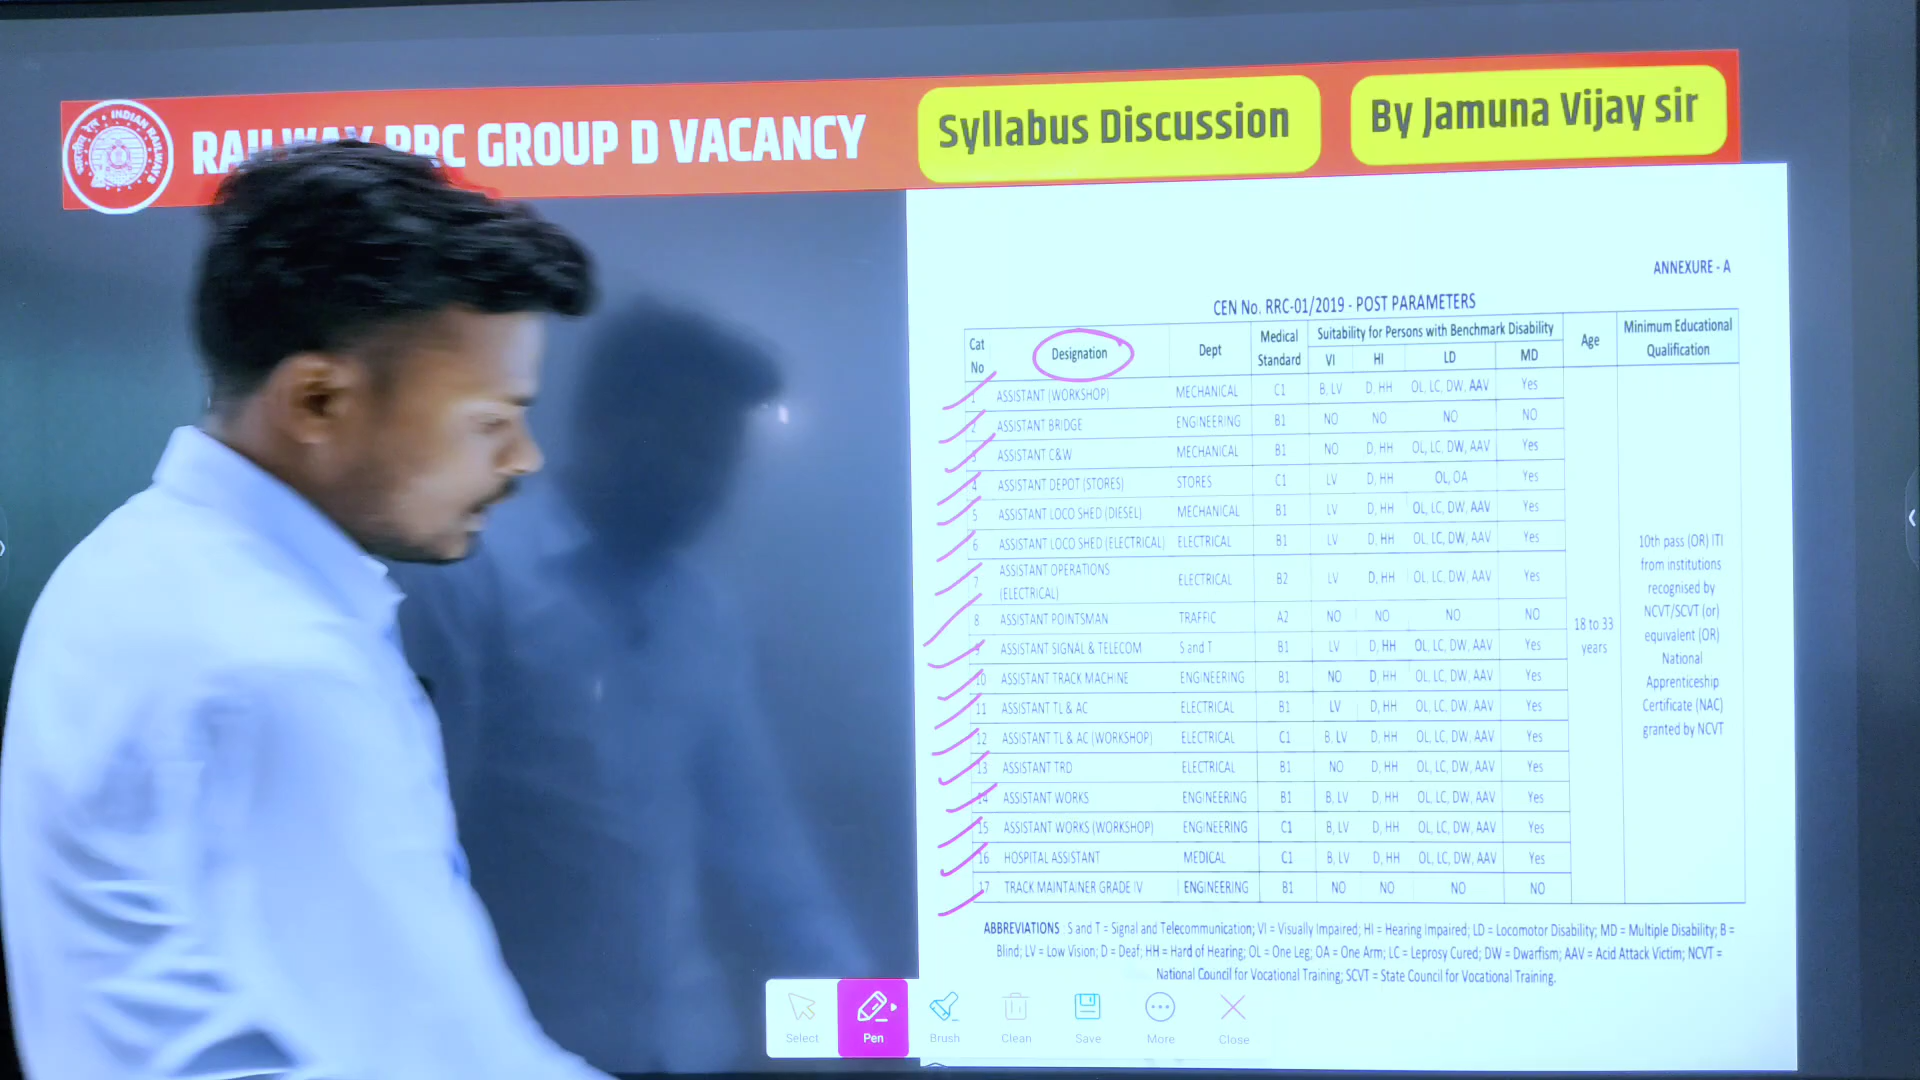 RAILWAY RRC GROUP D VACANCY
Syllabus Discussion
By Jamuna Vijay sir
INDIAN RAILWAYS
ANNEXURE - A
CEN No. RRC-01/2019 - POST PARAMETERS
Cat No Designation Dept Medical Standard Suitability for Persons with Benchmark Disability Age Minimum Educational Qualification
VI HI LD MD
1 ASSISTANT (WORKSHOP) MECHANICAL C1 B, LV D, HH OL, LC, DW, AAV Yes
2 ASSISTANT BRIDGE ENGINEERING B1 NO NO NO NO
3 ASSISTANT C&W MECHANICAL B1 NO D, HH OL, LC, DW, AAV Yes
4 ASSISTANT DEPOT (STORES) STORES C1 LV D, HH OL, OA Yes
5 ASSISTANT LOCO SHED (DIESEL) MECHANICAL B1 LV D, HH OL, LC, DW, AAV Yes
6 ASSISTANT LOCO SHED (ELECTRICAL) ELECTRICAL B1 LV D, HH OL, LC, DW, AAV Yes
7 ASSISTANT OPERATIONS (ELECTRICAL) ELECTRICAL B2 LV D, HH OL, LC, DW, AAV Yes
8 ASSISTANT POINTSMAN TRAFFIC A2 NO NO NO NO
9 ASSISTANT SIGNAL & TELECOM S and T B1 LV D, HH OL, LC, DW, AAV Yes
10 ASSISTANT TRACK MACHINE ENGINEERING B1 NO D, HH OL, LC, DW, AAV Yes
11 ASSISTANT TL & AC ELECTRICAL B1 LV D, HH OL, LC, DW, AAV Yes
12 ASSISTANT TL & AC (WORKSHOP) ELECTRICAL C1 B, LV D, HH OL, LC, DW, AAV Yes
13 ASSISTANT TRD ELECTRICAL B1 NO D, HH OL, LC, DW, AAV Yes
14 ASSISTANT WORKS ENGINEERING B1 B, LV D, HH OL, LC, DW, AAV Yes
15 ASSISTANT WORKS (WORKSHOP) ENGINEERING C1 B, LV D, HH OL, LC, DW, AAV Yes
16 HOSPITAL ASSISTANT MEDICAL C1 B, LV D, HH OL, LC, DW, AAV Yes
17 TRACK MAINTAINER GRADE IV ENGINEERING B1 NO NO NO NO
18 to 33
years
10th pass (OR) ITI
from institutions
recognised by
NCVT/SCVT (or)
equivalent (OR)
National
Apprenticeship
Certificate (NAC)
granted by NCVT
ABBREVIATIONS S and T = Signal and Telecommunication; VI = Visually Impaired; HI = Hearing Impaired; LD = Locomotor Disability; MD = Multiple Disability; B =
Blind; LV = Low Vision; D = Deaf; HH = Hard of Hearing; OL = One Leg; OA = One Arm; LC = Leprosy Cured; DW = Dwarfism; AAV = Acid Attack Victim; NCVT =
National Council for Vocational Training; SCVT = State Council for Vocational Training.
Select Pen Brush Clean Save More Close